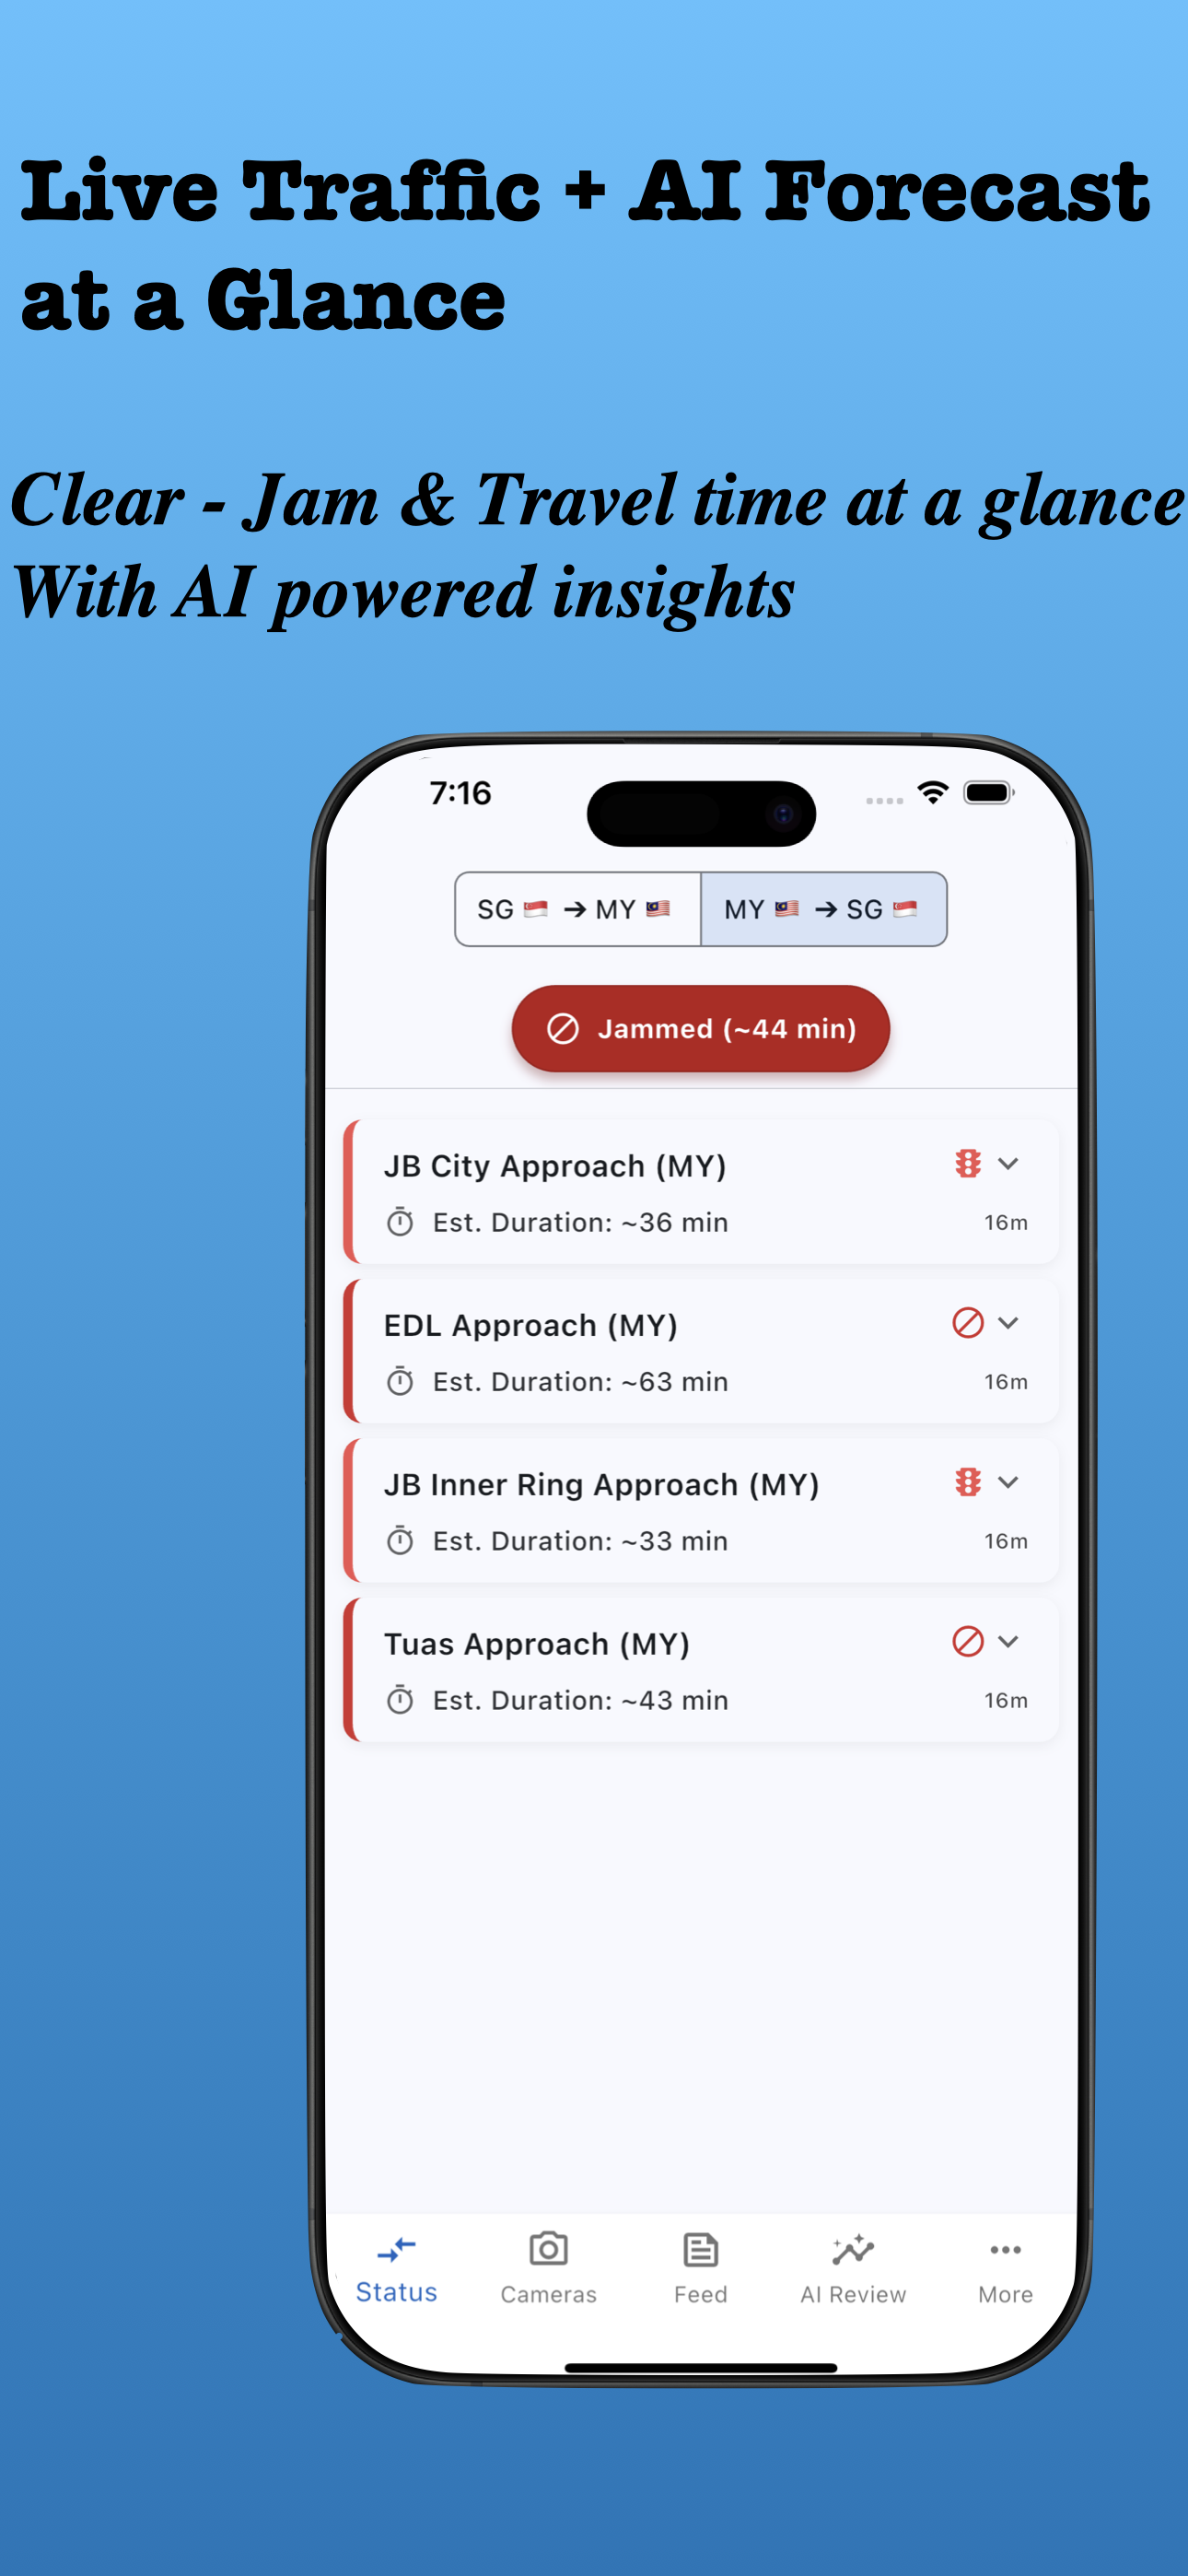 Live Traffic + AI Forecast
at a Glance
Clear - Jam & Travel time at a glance
With AI powered insights
7:16
SG 🇸🇬 → MY 🇲🇾
MY 🇲🇾 → SG 🇸🇬
Jammed (~44 min)
JB City Approach (MY)
Est. Duration: ~36 min
16m
EDL Approach (MY)
Est. Duration: ~63 min
16m
JB Inner Ring Approach (MY)
Est. Duration: ~33 min
16m
Tuas Approach (MY)
Est. Duration: ~43 min
16m
Status
Cameras
Feed
AI Review
More